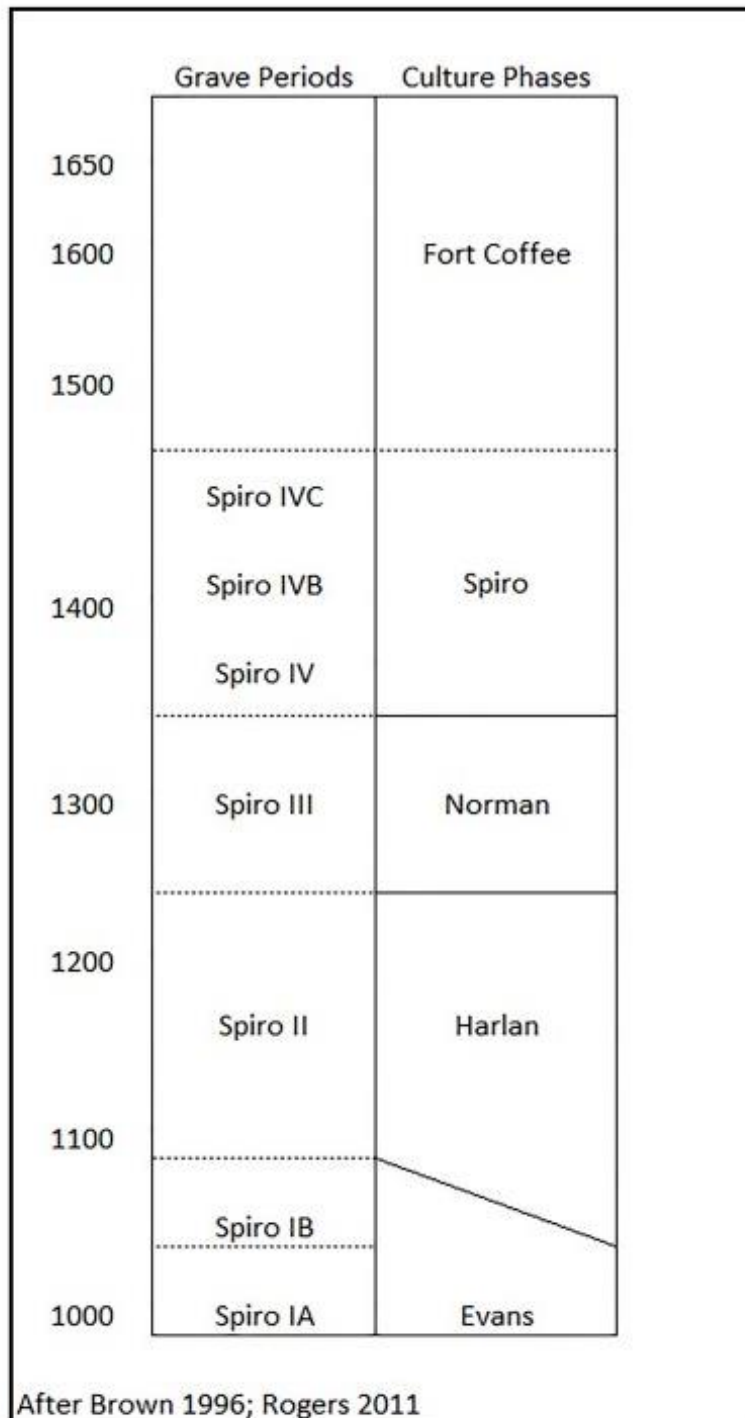 Grave Periods Culture Phases
1650
1600 Fort Coffee
1500
Spiro IVC
Spiro IVB Spiro
1400
Spiro IV
1300 Spiro III Norman
1200
Spiro II Harlan
1100
Spiro IB
1000 Spiro IA Evans
After Brown 1996; Rogers 2011